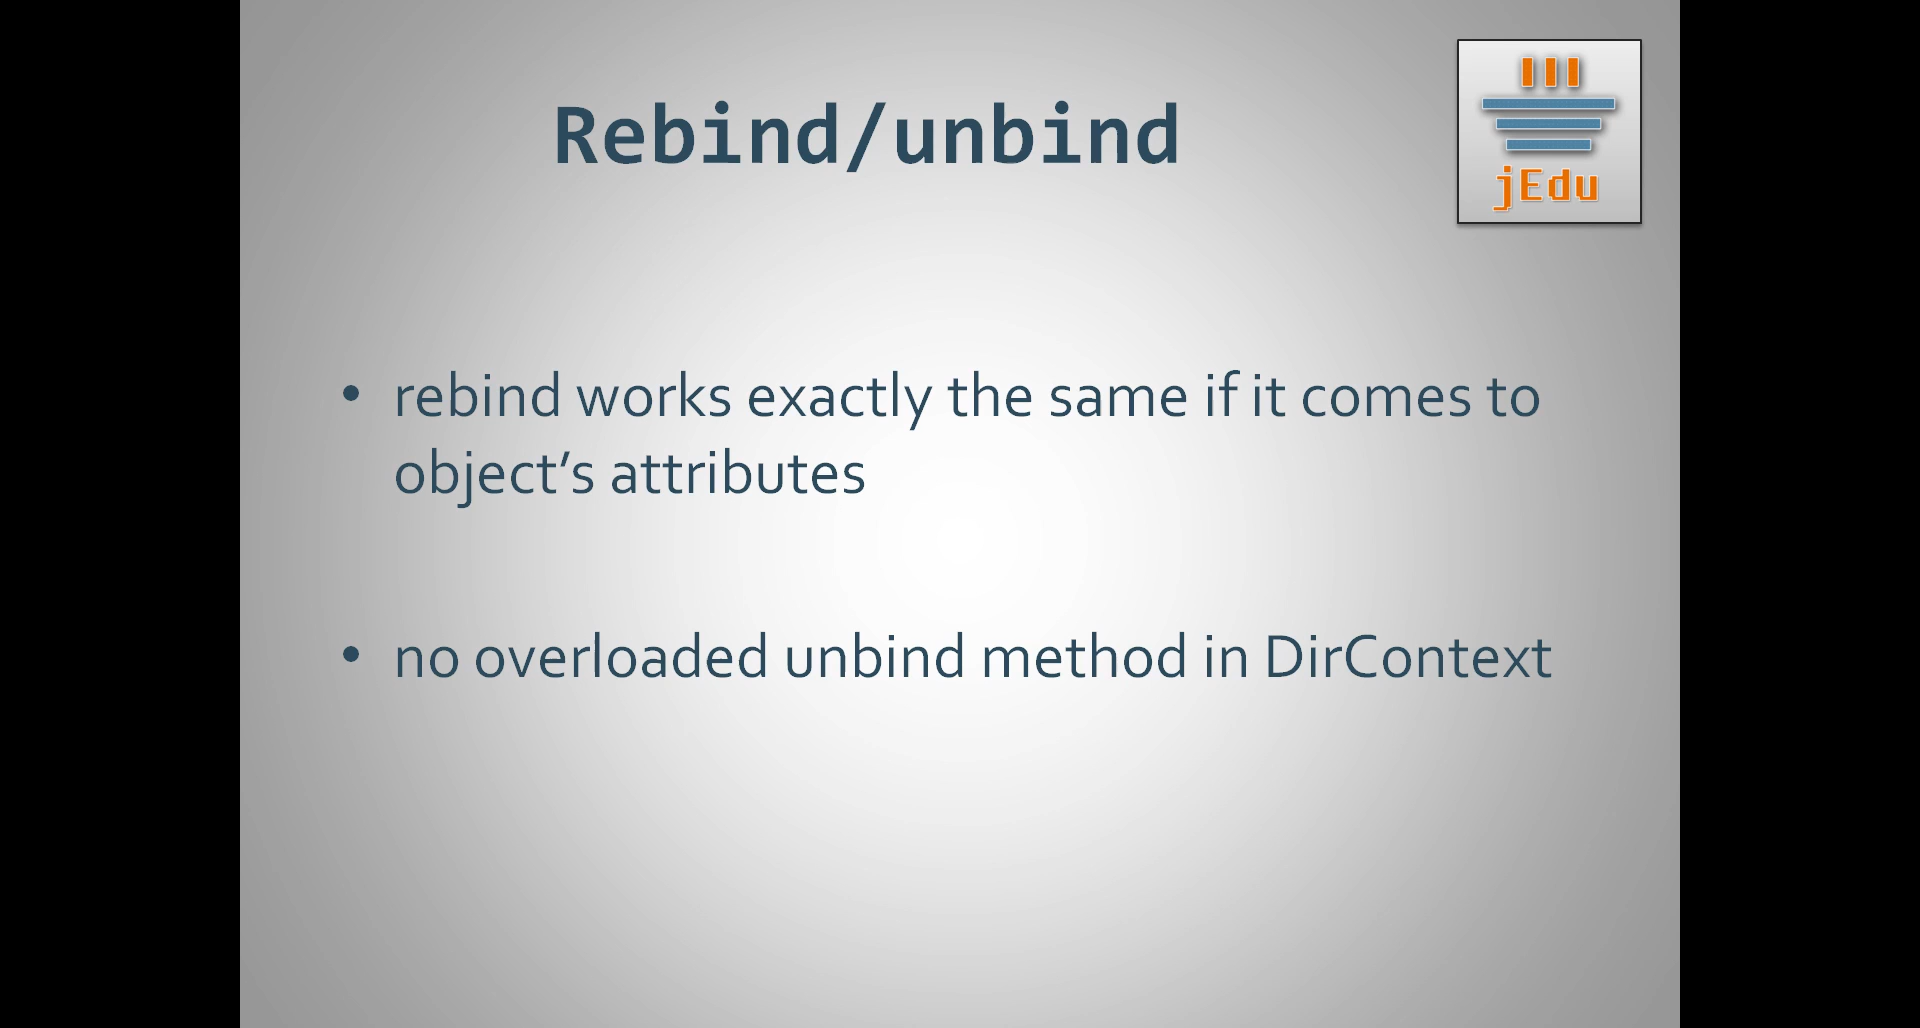 Rebind/unbind
jEdu
• rebind works exactly the same if it comes to
object’s attributes
• no overloaded unbind method in DirContext